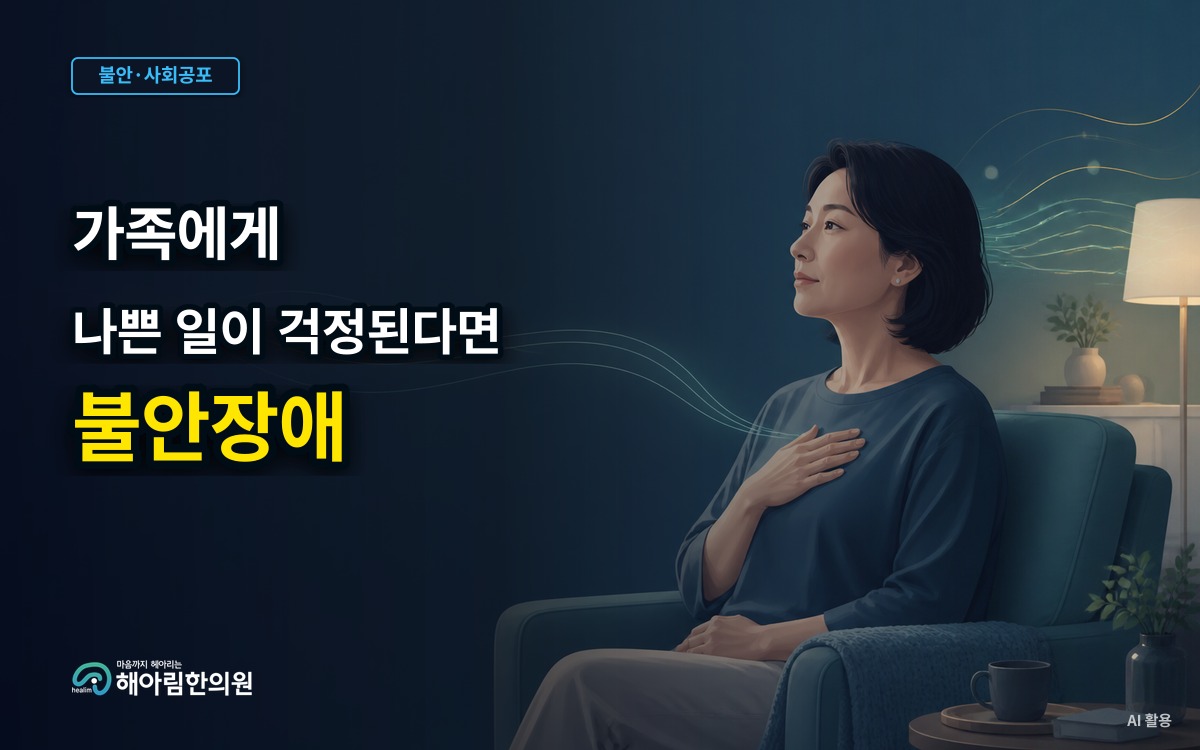 불안·사회공포
가족에게
나쁜 일이 걱정된다면
불안장애
마음까지 헤아리는
healim
해아림한의원
AI 활용